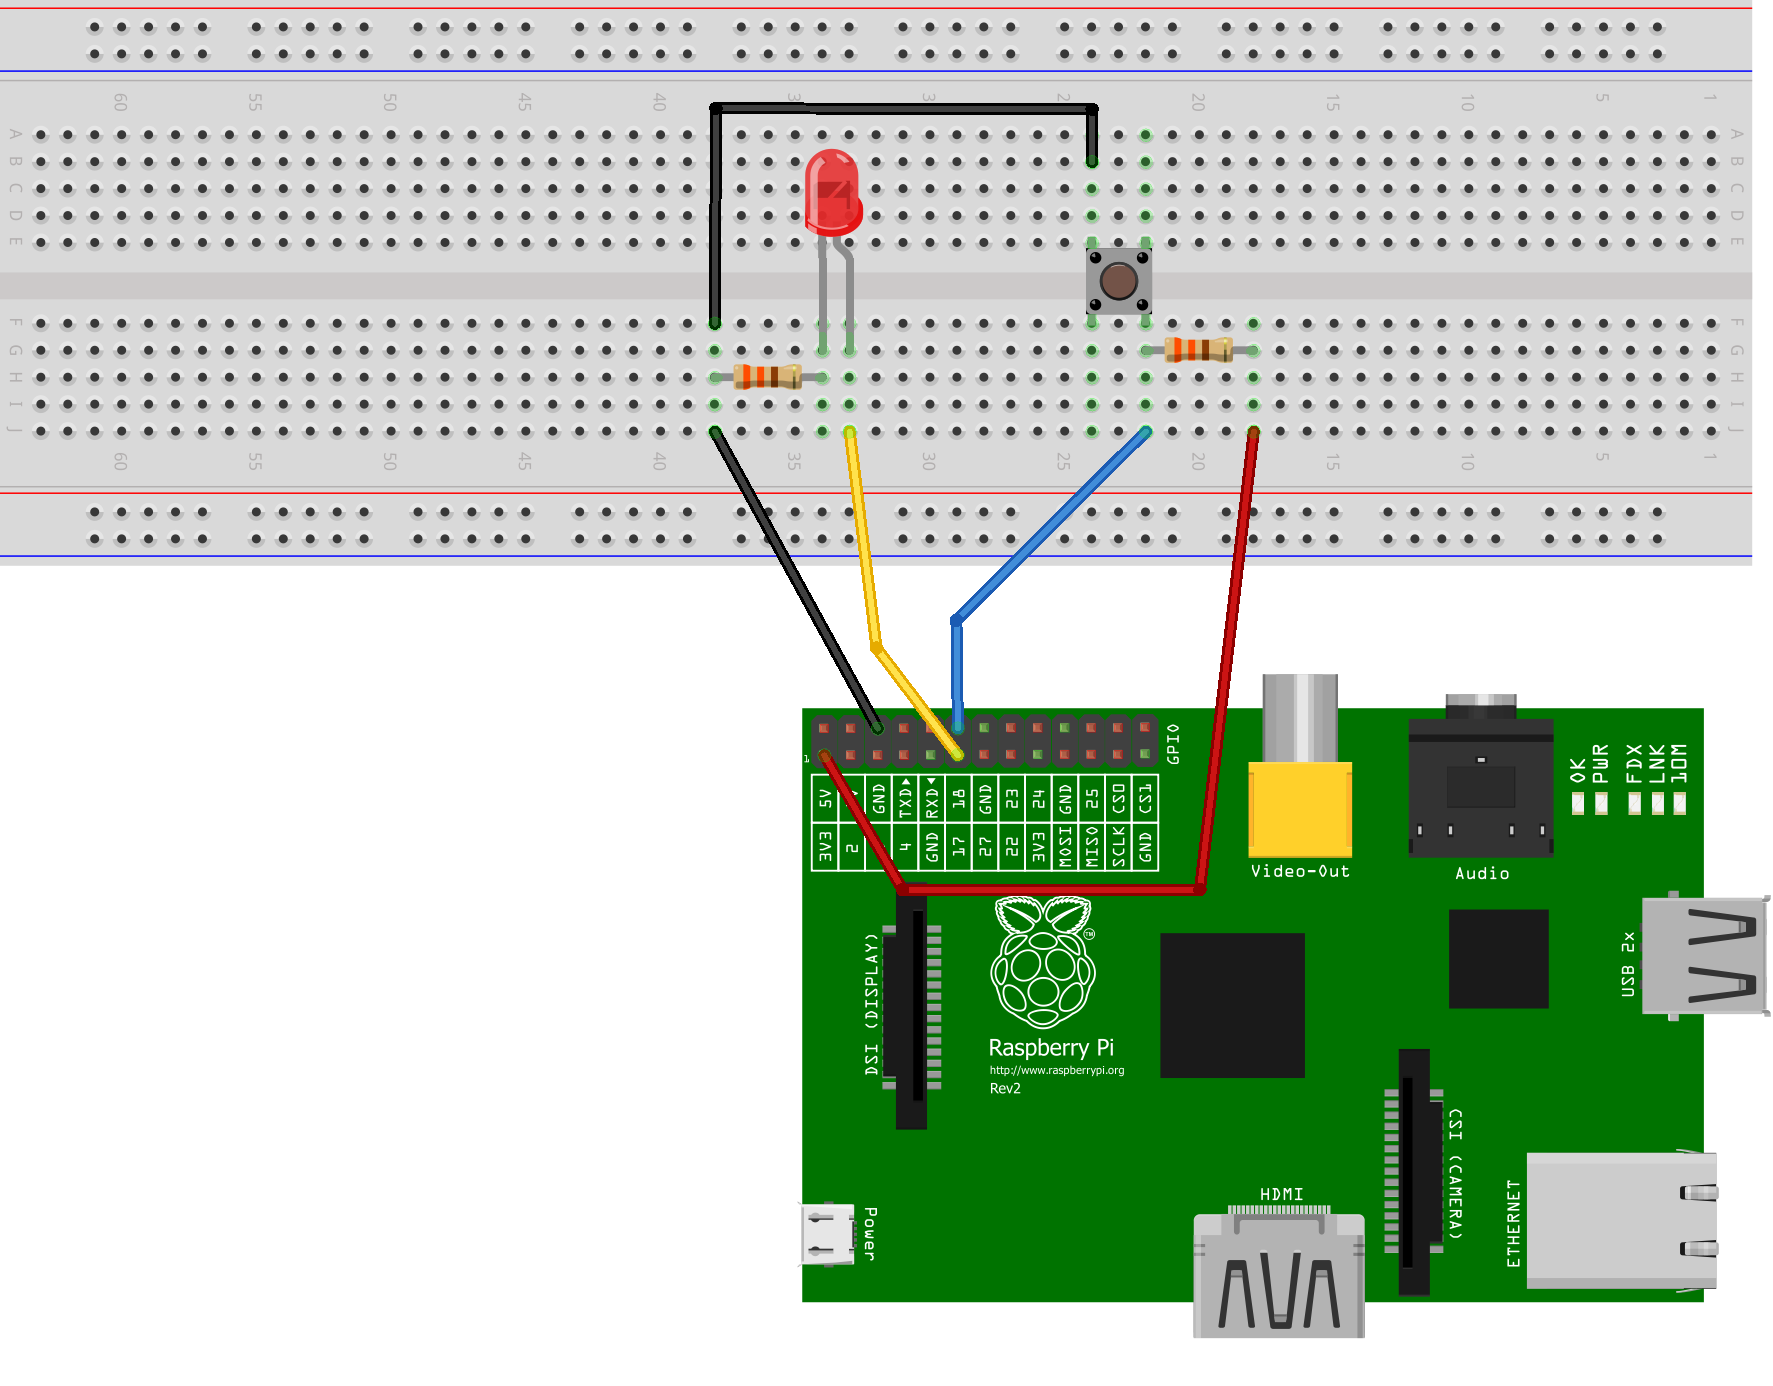 60 55 50 45 40 35 30 25 20 15 10 5 1
A A
B B
C C
D D
E E
F F
G G
H H
I I
J J
60 55 50 45 40 35 30 25 20 15 10 5 1
1
GPIO
5V GND TXD RXD 18 GND 23 24 GND 25 CS0 CS1
3V3 2 4 GND 17 27 22 3V3 MOSI MISO SCLK GND
Video-Out
Audio
OK
PWR
FDX
LNK
10M
USB 2x
DSI (DISPLAY)
TM
Raspberry Pi
http://www.raspberrypi.org
Rev2
CSI (CAMERA)
ETHERNET
HDMI
Power